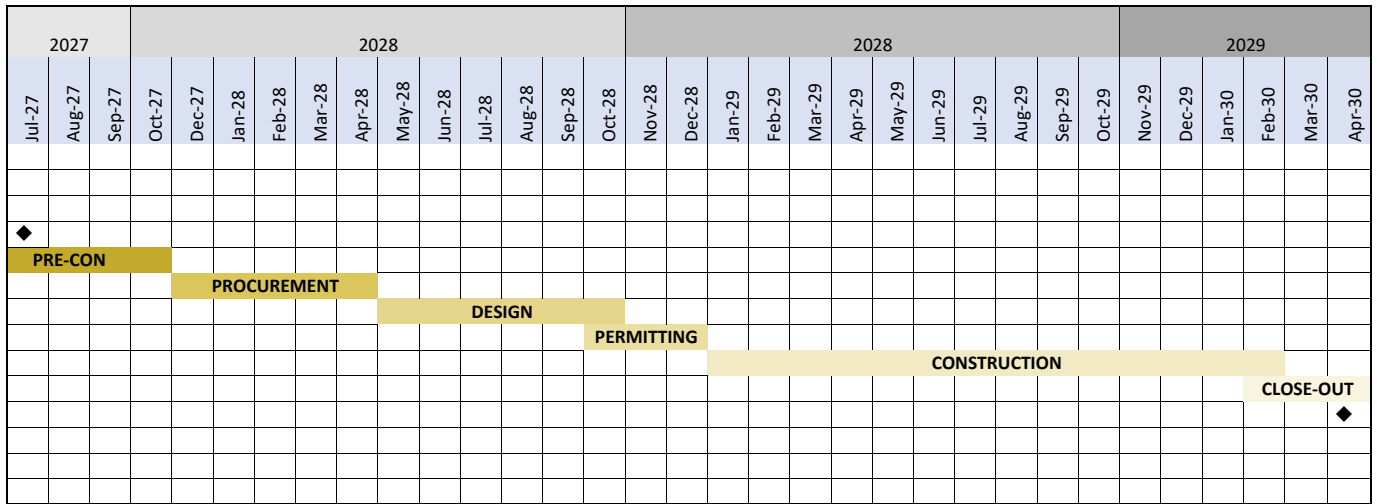 2027 2028 2028 2029
Jul-27 Aug-27 Sep-27 Oct-27 Dec-27 Jan-28 Feb-28 Mar-28 Apr-28 May-28 Jun-28 Jul-28 Aug-28 Sep-28 Oct-28 Nov-28 Dec-28 Jan-29 Feb-29 Mar-29 Apr-29 May-29 Jun-29 Jul-29 Aug-29 Sep-29 Oct-29 Nov-29 Dec-29 Jan-30 Feb-30 Mar-30 Apr-30
PRE-CON
PROCUREMENT
DESIGN
PERMITTING
CONSTRUCTION
CLOSE-OUT